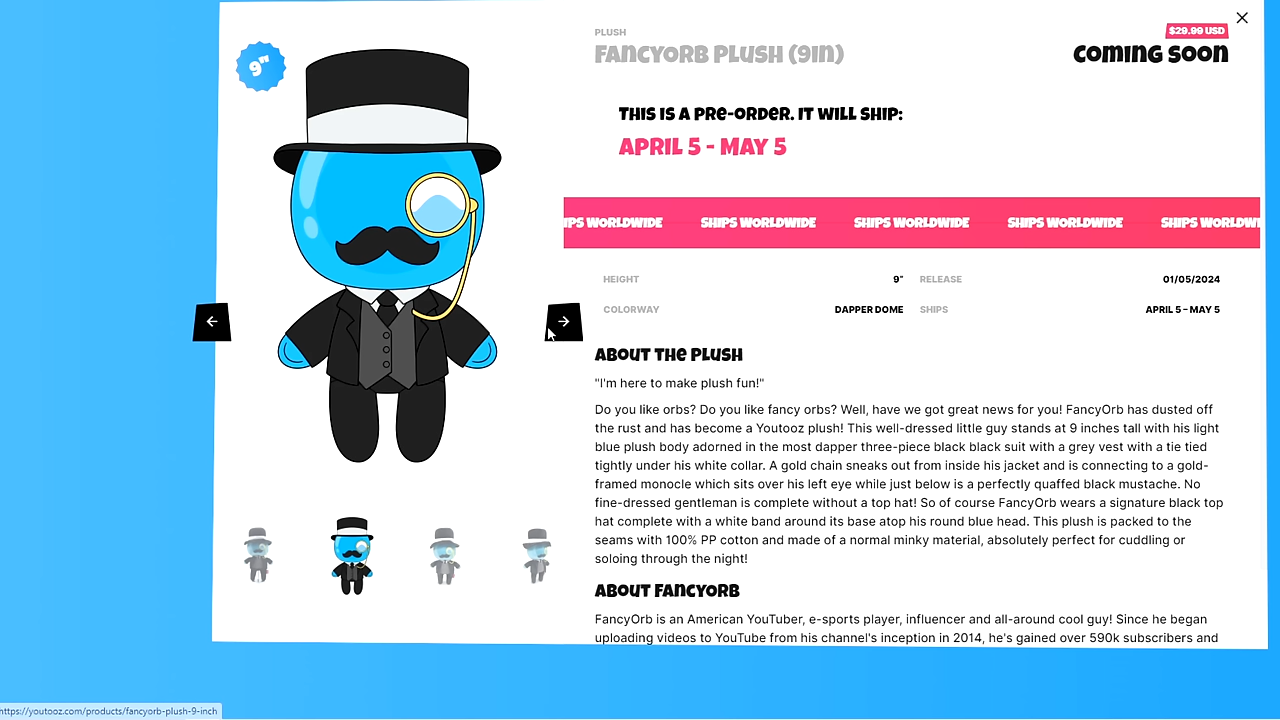 9"
PLUSH
FANCYORB PLUSH (9IN)
$29.99 USD
COMING SOON
THIS IS A PRE-ORDER. IT WILL SHIP:
APRIL 5 - MAY 5
IPS WORLDWIDE SHIPS WORLDWIDE SHIPS WORLDWIDE SHIPS WORLDWIDE SHIPS WORLDWI
HEIGHT 9" RELEASE 01/05/2024
COLORWAY DAPPER DOME SHIPS APRIL 5 – MAY 5
ABOUT THE PLUSH
"I'm here to make plush fun!"
Do you like orbs? Do you like fancy orbs? Well, have we got great news for you! FancyOrb has dusted off
the rust and has become a Youtooz plush! This well-dressed little guy stands at 9 inches tall with his light
blue plush body adorned in the most dapper three-piece black black suit with a grey vest with a tie tied
tightly under his white collar. A gold chain sneaks out from inside his jacket and is connecting to a gold-
framed monocle which sits over his left eye while just below is a perfectly quaffed black mustache. No
fine-dressed gentleman is complete without a top hat! So of course FancyOrb wears a signature black top
hat complete with a white band around its base atop his round blue head. This plush is packed to the
seams with 100% PP cotton and made of a normal minky material, absolutely perfect for cuddling or
soloing through the night!
ABOUT FANCYORB
FancyOrb is an American YouTuber, e-sports player, influencer and all-around cool guy! Since he began
uploading videos to YouTube from his channel's inception in 2014, he's gained over 590k subscribers and
https://youtooz.com/products/fancyorb-plush-9-inch